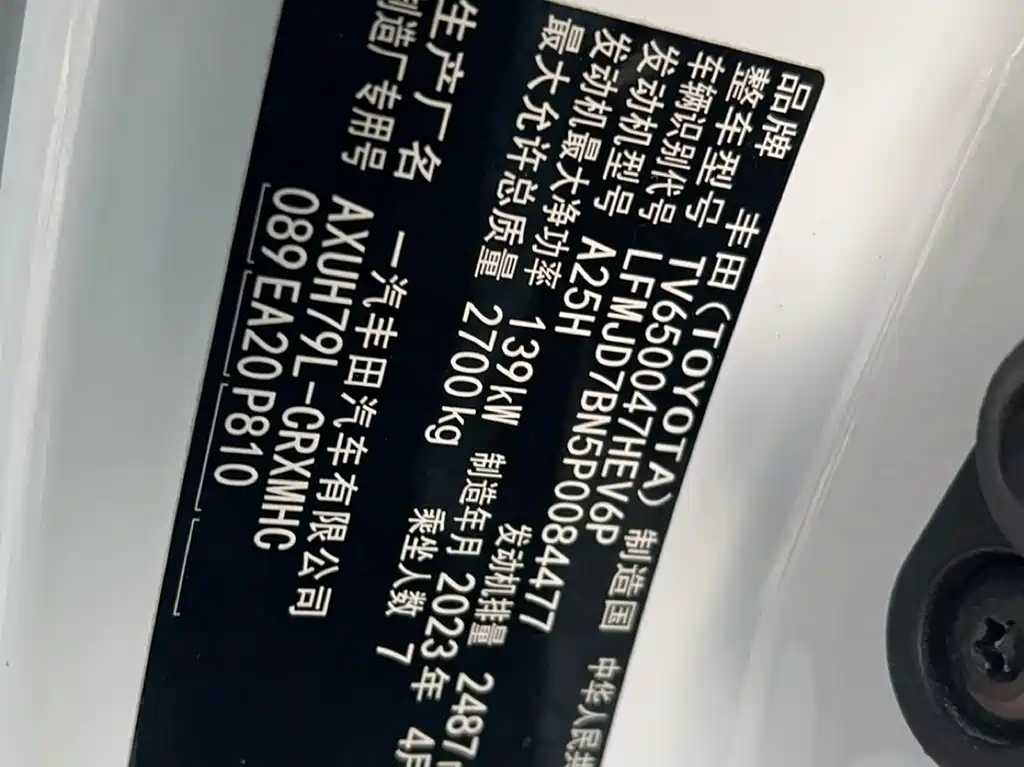 品牌 丰田(TOYOTA) 制造国 中华人民共
整车型号 TV6500047HEV6P
车辆识别代号 LFMJD7BN5P0084477
发动机型号 A25H 发动机排量 2487
发动机最大净功率 139kW 制造年月 2023年 4月
最大允许总质量 2700kg 乘坐人数 7
生产厂名 一汽丰田汽车有限公司
制造厂专用号 AXUH79L-CRXMHC
089 EA20 P810